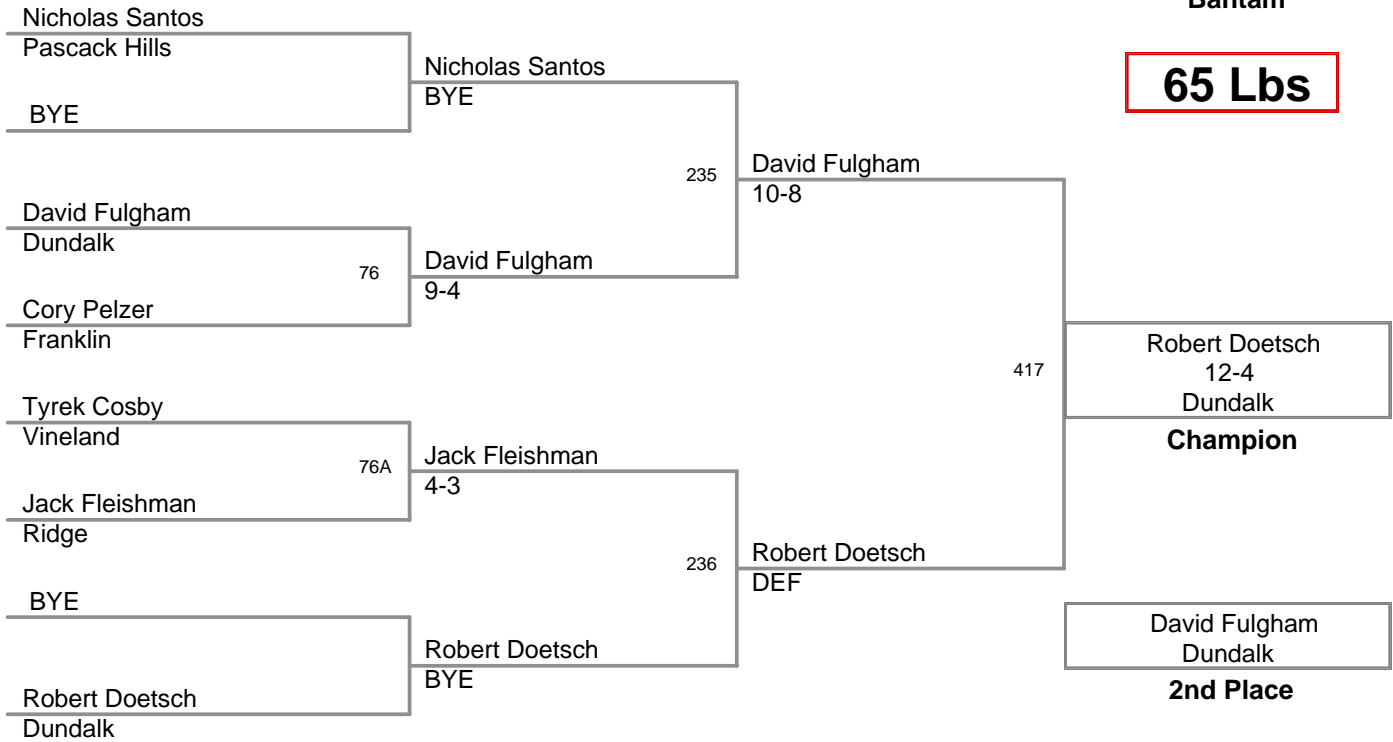 Bantam
65 Lbs
Nicholas Santos
Pascack Hills
BYE
David Fulgham
Dundalk
76
Cory Pelzer
Franklin
Tyrek Cosby
Vineland
76A
Jack Fleishman
Ridge
BYE
Robert Doetsch
Dundalk
Nicholas Santos
BYE
235
David Fulgham
9-4
Jack Fleishman
4-3
236
Robert Doetsch
BYE
David Fulgham
10-8
417
Robert Doetsch
DEF
Robert Doetsch
12-4
Dundalk
Champion
David Fulgham
Dundalk
2nd Place